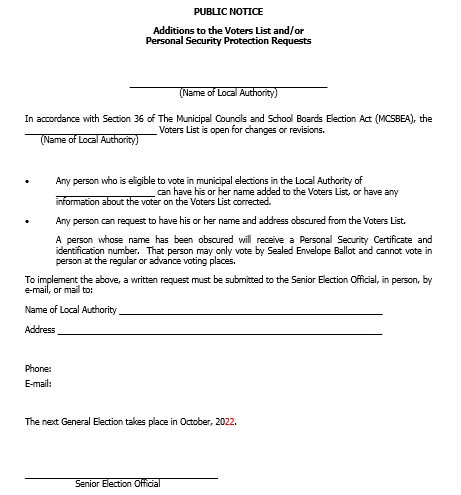 PUBLIC NOTICE
Additions to the Voters List and/or
Personal Security Protection Requests
(Name of Local Authority)
In accordance with Section 36 of The Municipal Councils and School Boards Election Act (MCSBEA), the
Voters List is open for changes or revisions.
(Name of Local Authority)
• Any person who is eligible to vote in municipal elections in the Local Authority of
can have his or her name added to the Voters List, or have any
information about the voter on the Voters List corrected.
• Any person can request to have his or her name and address obscured from the Voters List.
A person whose name has been obscured will receive a Personal Security Certificate and
identification number. That person may only vote by Sealed Envelope Ballot and cannot vote in
person at the regular or advance voting places.
To implement the above, a written request must be submitted to the Senior Election Official, in person, by
e-mail, or mail to:
Name of Local Authority
Address
Phone:
E-mail:
The next General Election takes place in October, 2022.
Senior Election Official